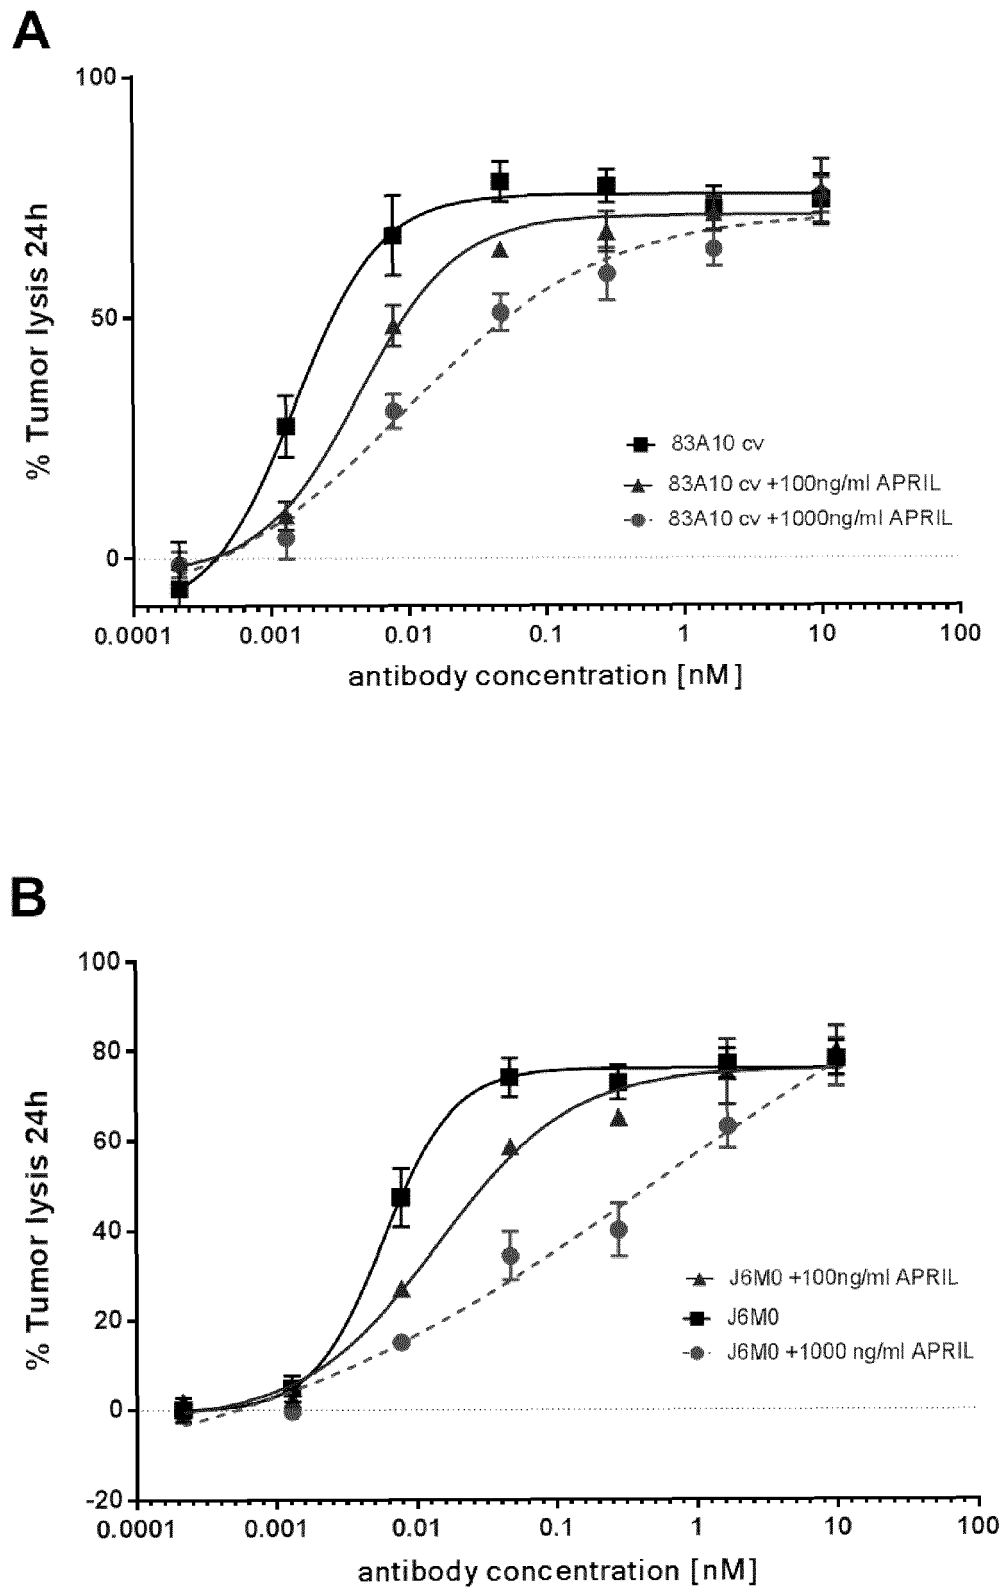 A
100
50
0
% Tumor lysis 24h
83A10 cv
83A10 cv +100ng/ml APRIL
83A10 cv +1000ng/ml APRIL
0.0001 0.001 0.01 0.1 1 10 100
antibody concentration [nM]
B
100
80
60
40
20
0
-20
% Tumor lysis 24h
J6M0 +100ng/ml APRIL
J6M0
J6M0 +1000 ng/ml APRIL
0.0001 0.001 0.01 0.1 1 10 100
antibody concentration [nM]